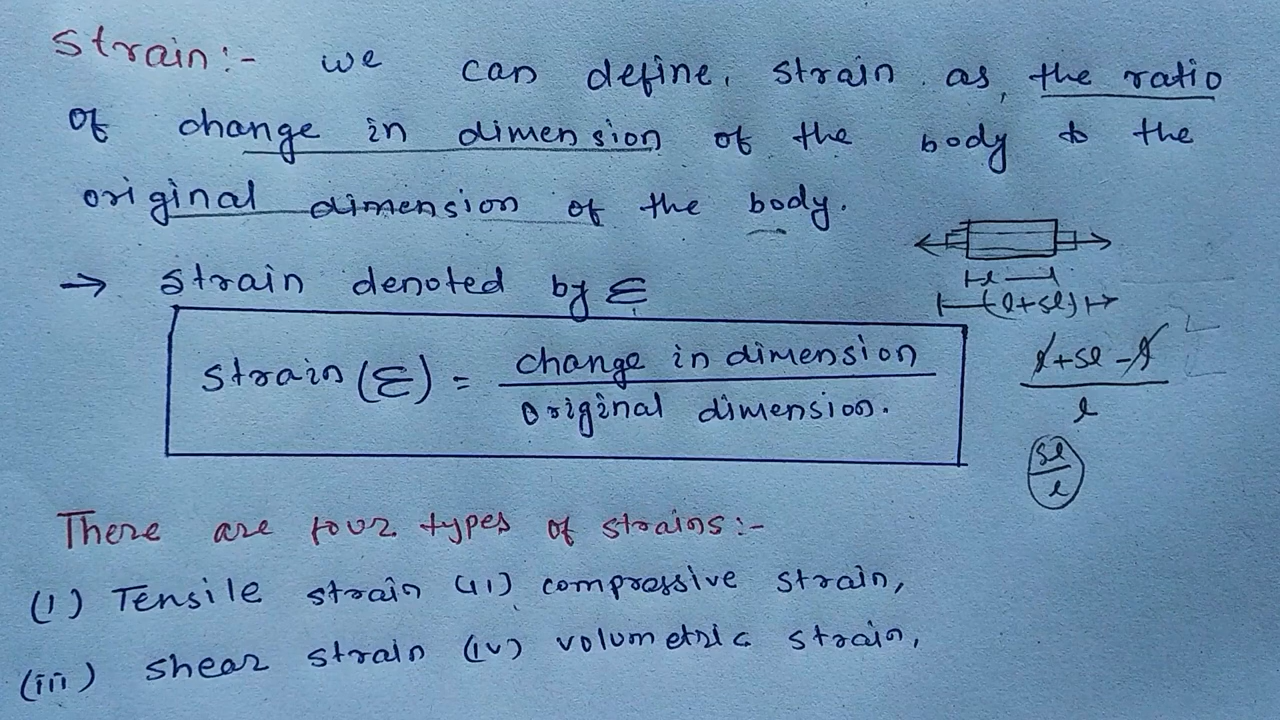 Strain:- we can define, strain as, the ratio
of change in dimension of the body to the
original dimension of the body.
→ strain denoted by Ɛ
l
(l+δl)
strain (Ɛ) = change in dimension
original dimension.
l+δl-l
l
δl
l
There are four types of strains:-
(i) Tensile strain (ii) compressive strain,
(iii) shear strain (iv) volumetric strain,